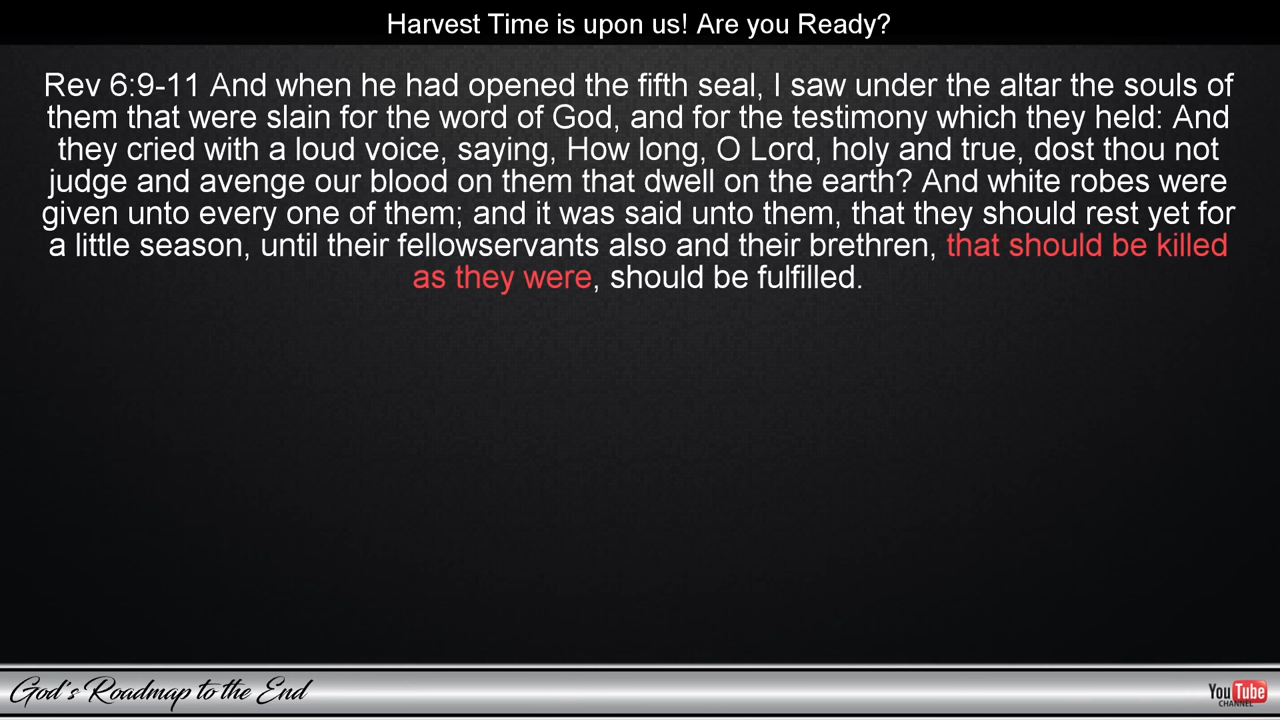 Harvest Time is upon us! Are you Ready?
Rev 6:9-11 And when he had opened the fifth seal, I saw under the altar the souls of
them that were slain for the word of God, and for the testimony which they held: And
they cried with a loud voice, saying, How long, O Lord, holy and true, dost thou not
judge and avenge our blood on them that dwell on the earth? And white robes were
given unto every one of them; and it was said unto them, that they should rest yet for
a little season, until their fellowservants also and their brethren, that should be killed
as they were, should be fulfilled.
God's Roadmap to the End
YouTube
CHANNEL